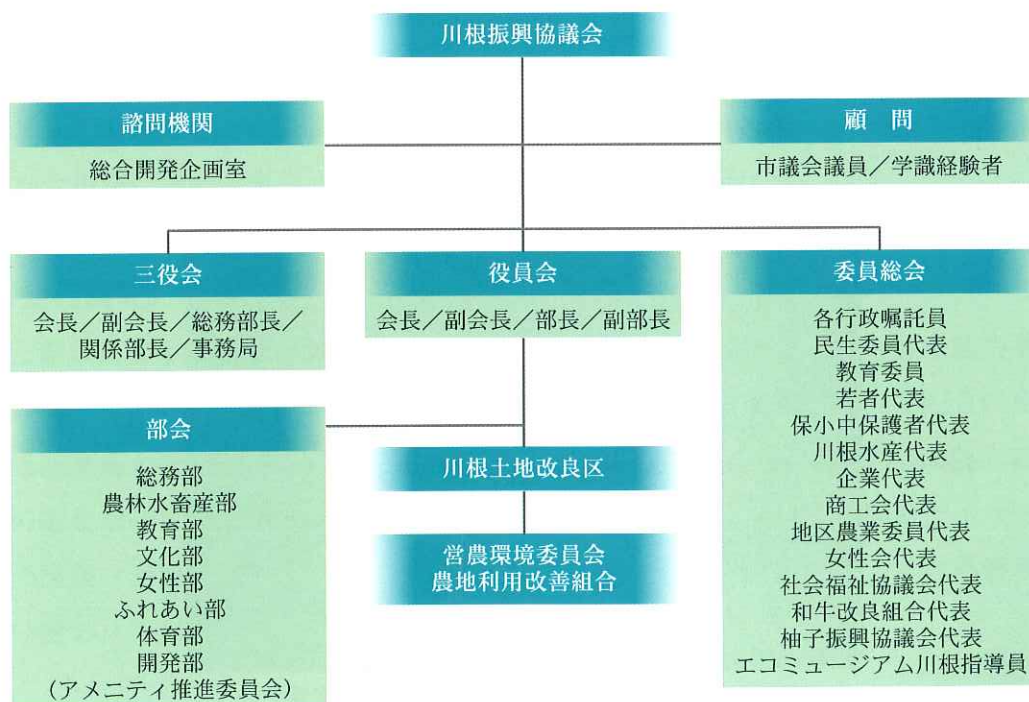 川根振興協議会
諮問機関
総合開発企画室
顧　問
市議会議員／学識経験者
三役会
会長／副会長／総務部長／
関係部長／事務局
役員会
会長／副会長／部長／副部長
委員総会
各行政嘱託員
民生委員代表
教育委員
若者代表
保小中保護者代表
川根水産代表
企業代表
商工会代表
地区農業委員代表
女性会代表
社会福祉協議会代表
和牛改良組合代表
柚子振興協議会代表
エコミュージアム川根指導員
部会
総務部
農林水畜産部
教育部
文化部
女性部
ふれあい部
体育部
開発部
（アメニティ推進委員会）
川根土地改良区
営農環境委員会
農地利用改善組合